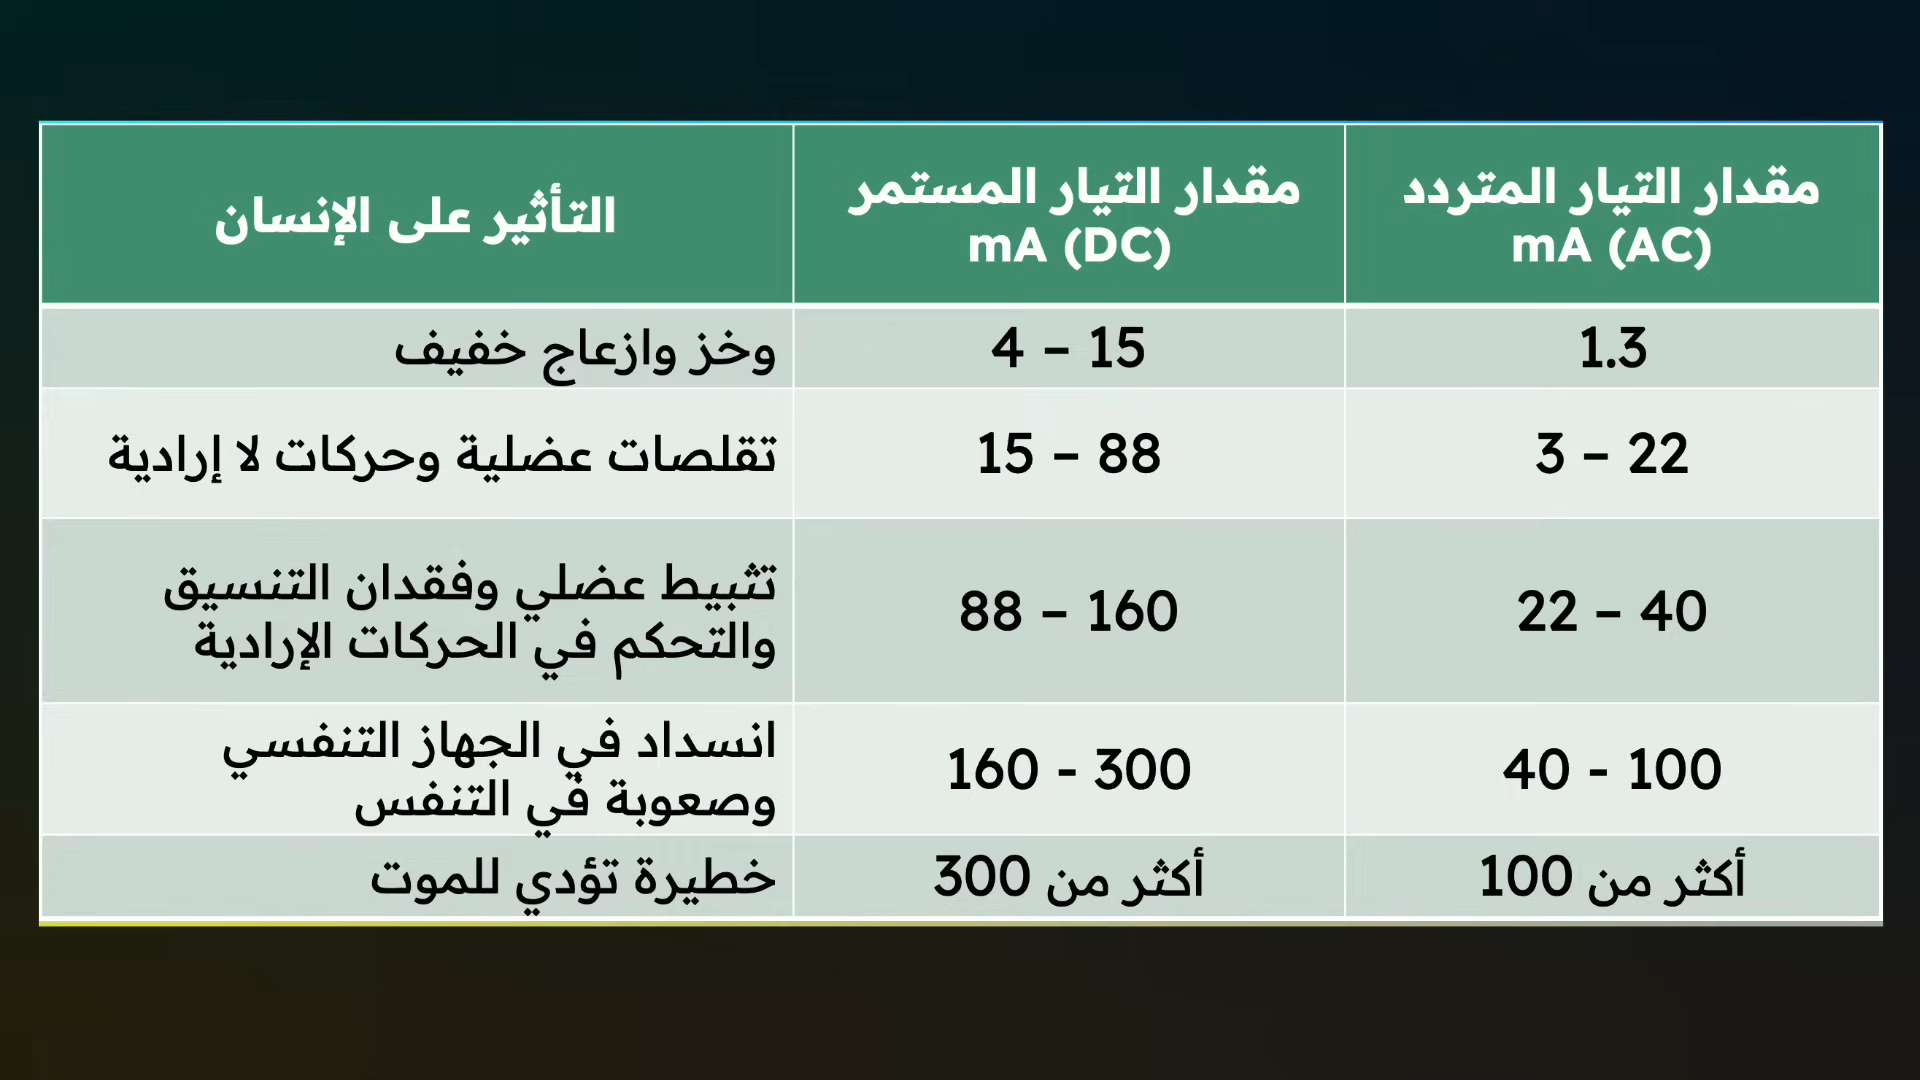 مقدار التيار المتردد
mA (AC)
مقدار التيار المستمر
mA (DC)
التأثير على الإنسان
1.3
4 – 15
وخز وازعاج خفيف
3 – 22
15 – 88
تقلصات عضلية وحركات لا إرادية
22 – 40
88 – 160
تثبيط عضلي وفقدان التنسيق
والتحكم في الحركات الإرادية
40 - 100
160 - 300
انسداد في الجهاز التنفسي
وصعوبة في التنفس
أكثر من 100
أكثر من 300
خطيرة تؤدي للموت